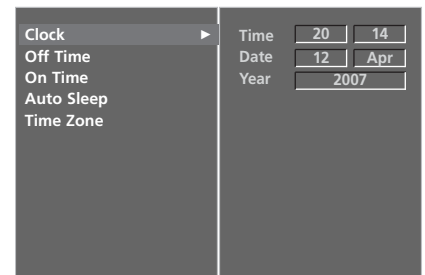 Clock ►
Off Time
On Time
Auto Sleep
Time Zone
Time 20 14
Date 12 Apr
Year 2007